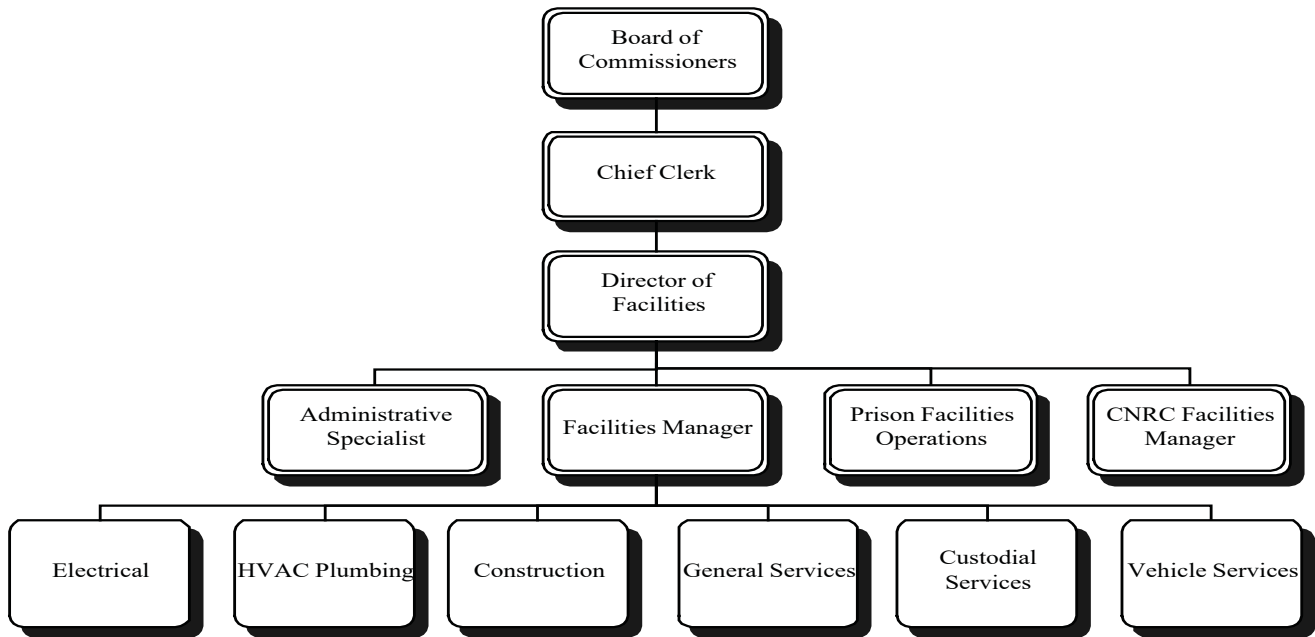 Board of
Commissioners
Chief Clerk
Director of
Facilities
Administrative
Specialist
Facilities Manager
Prison Facilities
Operations
CNRC Facilities
Manager
Electrical
HVAC Plumbing
Construction
General Services
Custodial
Services
Vehicle Services